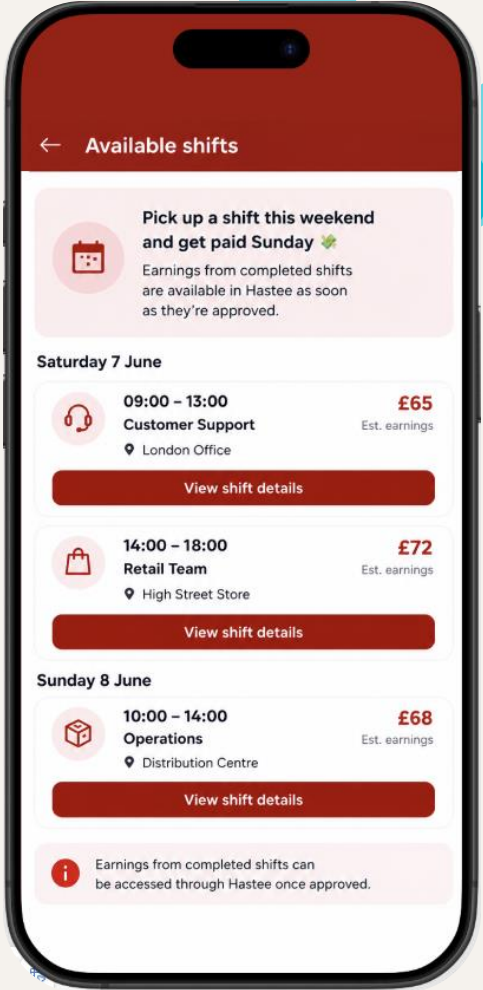 Available shifts
Pick up a shift this weekend
and get paid Sunday 💸
Earnings from completed shifts
are available in Hastee as soon
as they're approved.
Saturday 7 June
09:00 – 13:00
£65
Customer Support
Est. earnings
London Office
View shift details
14:00 – 18:00
£72
Retail Team
Est. earnings
High Street Store
View shift details
Sunday 8 June
10:00 – 14:00
£68
Operations
Est. earnings
Distribution Centre
View shift details
Earnings from completed shifts can
be accessed through Hastee once approved.